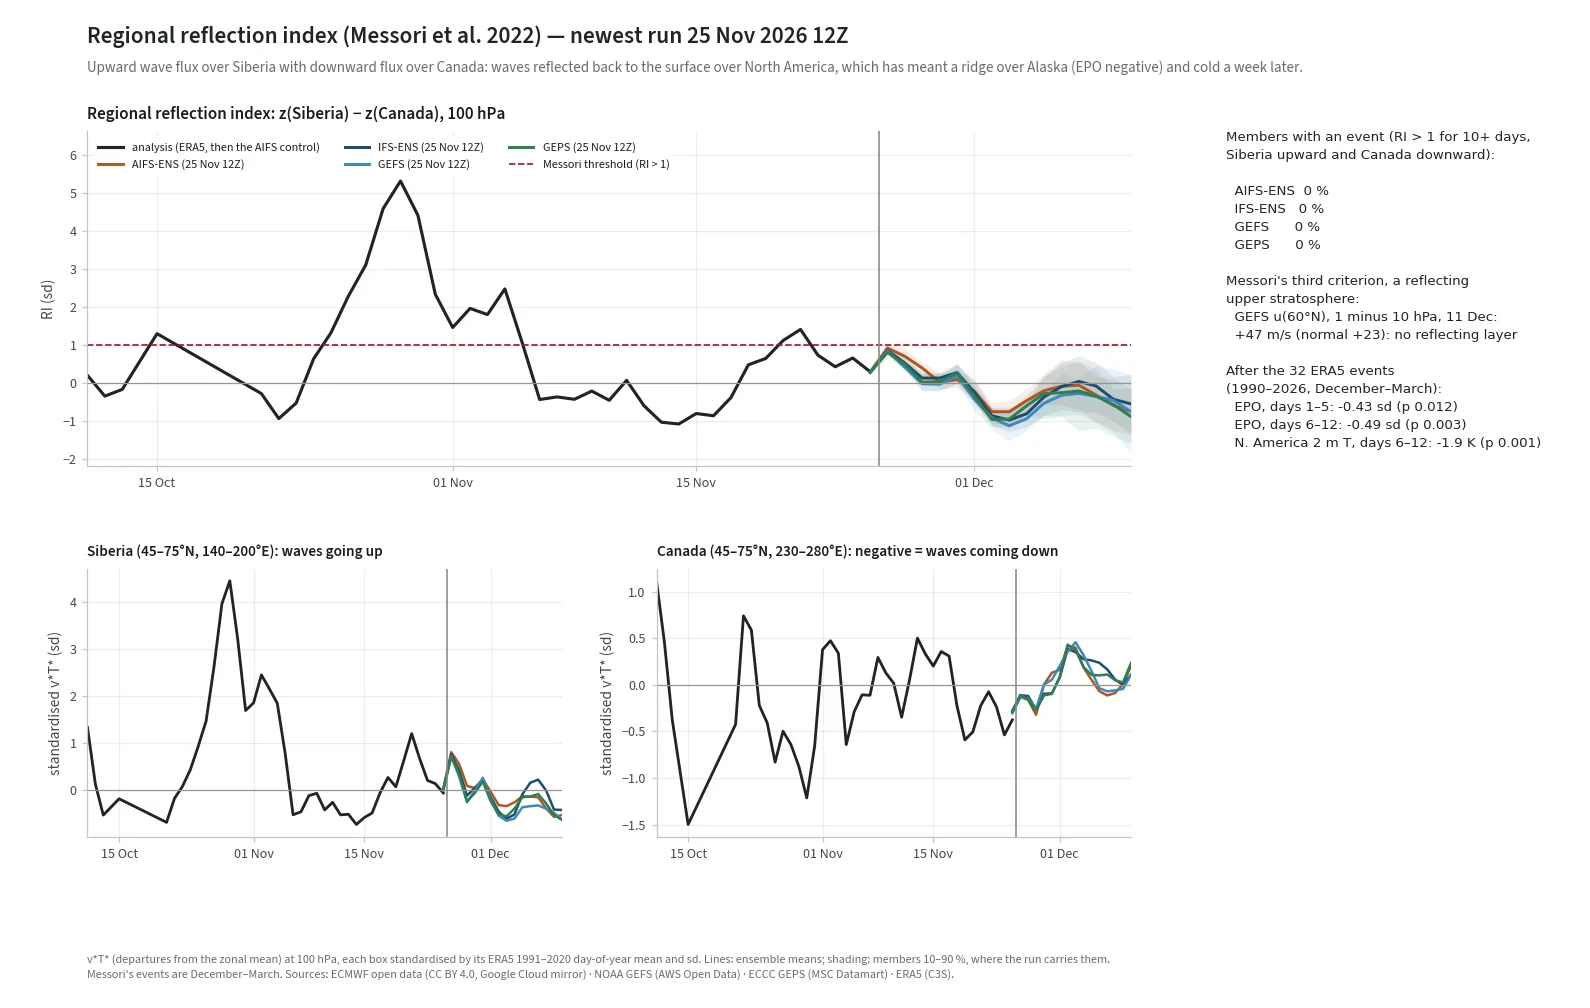 Regional reflection index (Messori et al. 2022) — newest run 25 Nov 2026 12Z
Upward wave flux over Siberia with downward flux over Canada: waves reflected back to the surface over North America, which has meant a ridge over Alaska (EPO negative) and cold a week later.
Regional reflection index: z(Siberia) − z(Canada), 100 hPa
analysis (ERA5, then the AIFS control)
AIFS-ENS (25 Nov 12Z)
IFS-ENS (25 Nov 12Z)
GEFS (25 Nov 12Z)
GEPS (25 Nov 12Z)
Messori threshold (RI > 1)
RI (sd)
6
5
4
3
2
1
0
−1
−2
15 Oct
01 Nov
15 Nov
01 Dec
Members with an event (RI > 1 for 10+ days,
Siberia upward and Canada downward):
AIFS-ENS 0 %
IFS-ENS 0 %
GEFS 0 %
GEPS 0 %
Messori's third criterion, a reflecting
upper stratosphere:
GEFS u(60°N), 1 minus 10 hPa, 11 Dec:
+47 m/s (normal +23): no reflecting layer
After the 32 ERA5 events
(1990–2026, December–March):
EPO, days 1–5: -0.43 sd (p 0.012)
EPO, days 6–12: -0.49 sd (p 0.003)
N. America 2 m T, days 6–12: -1.9 K (p 0.001)
Siberia (45–75°N, 140–200°E): waves going up
standardised v*T* (sd)
4
3
2
1
0
15 Oct
01 Nov
15 Nov
01 Dec
Canada (45–75°N, 230–280°E): negative = waves coming down
standardised v*T* (sd)
1.0
0.5
0.0
−0.5
−1.0
−1.5
15 Oct
01 Nov
15 Nov
01 Dec
v*T* (departures from the zonal mean) at 100 hPa, each box standardised by its ERA5 1991–2020 day-of-year mean and sd. Lines: ensemble means; shading: members 10–90 %, where the run carries them.
Messori's events are December–March. Sources: ECMWF open data (CC BY 4.0, Google Cloud mirror) · NOAA GEFS (AWS Open Data) · ECCC GEPS (MSC Datamart) · ERA5 (C3S).